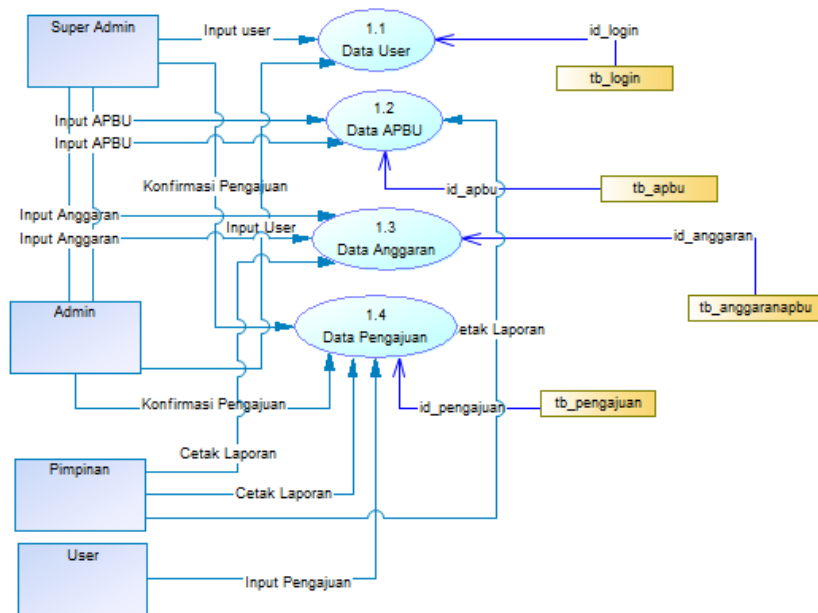 Super Admin
Input user
1.1
Data User
id_login
tb_login
Input APBU
1.2
Data APBU
Input APBU
Konfirmasi Pengajuan
id_apbu
tb_apbu
Input Anggaran
Input User
1.3
Data Anggaran
Input Anggaran
id_anggaran
tb_anggaranapbu
Admin
1.4
Data Pengajuan
etak Laporan
Konfirmasi Pengajuan
id_pengajuan
tb_pengajuan
Cetak Laporan
Pimpinan
Cetak Laporan
User
Input Pengajuan